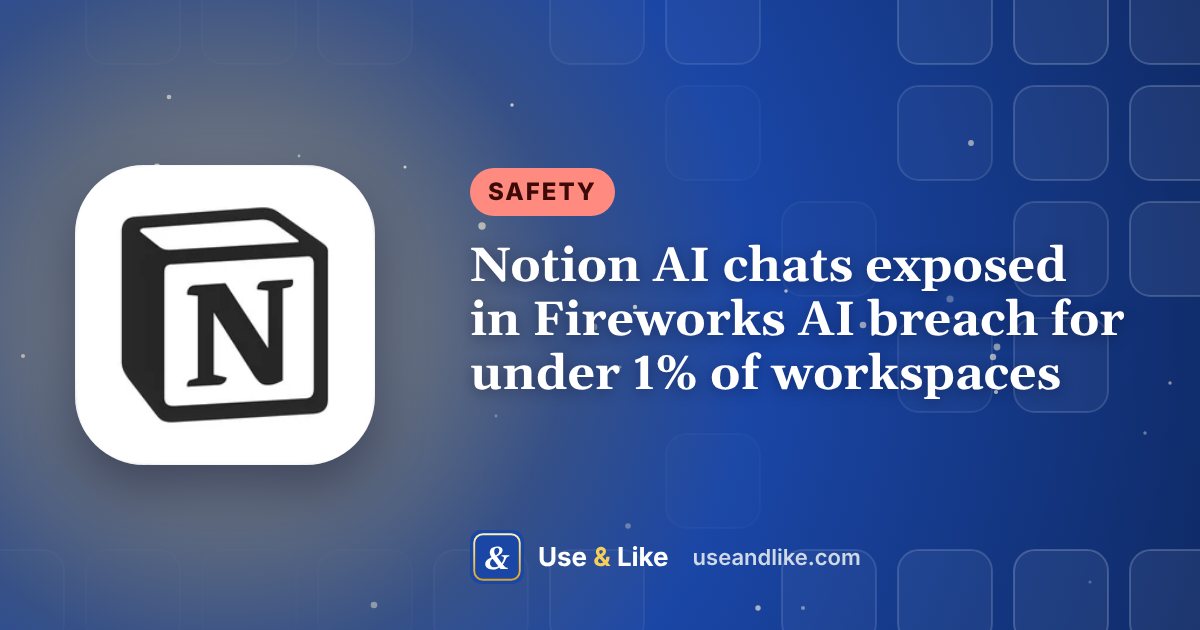 N
SAFETY
Notion AI chats exposed
in Fireworks AI breach for
under 1% of workspaces
& Use & Like useandlike.com